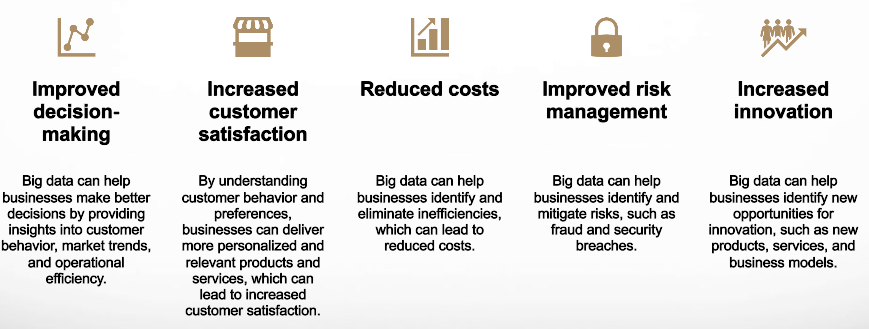 Improved
decision-
making
Big data can help
businesses make better
decisions by providing
insights into customer
behavior, market trends,
and operational
efficiency.
Increased
customer
satisfaction
By understanding
customer behavior and
preferences,
businesses can deliver
more personalized and
relevant products and
services, which can
lead to increased
customer satisfaction.
Reduced costs
Big data can help
businesses identify and
eliminate inefficiencies,
which can lead to
reduced costs.
Improved risk
management
Big data can help
businesses identify and
mitigate risks, such as
fraud and security
breaches.
Increased
innovation
Big data can help
businesses identify new
opportunities for
innovation, such as new
products, services, and
business models.